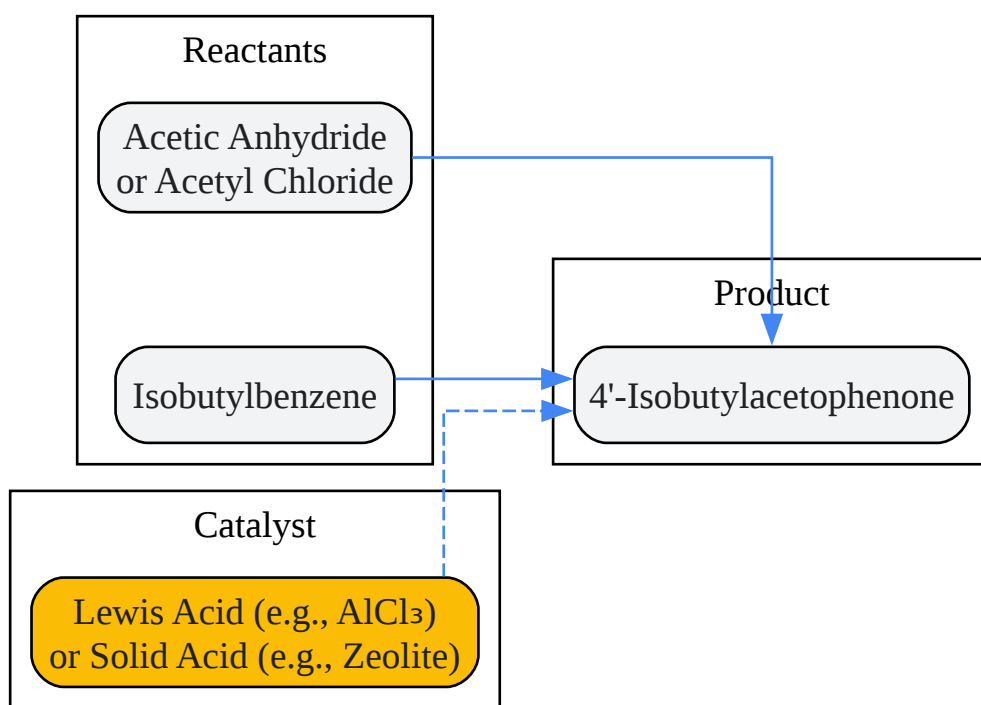 Reactants
Acetic Anhydride
or Acetyl Chloride
Product
Isobutylbenzene
4'-Isobutylacetophenone
Catalyst
Lewis Acid (e.g., AlCl₃)
or Solid Acid (e.g., Zeolite)